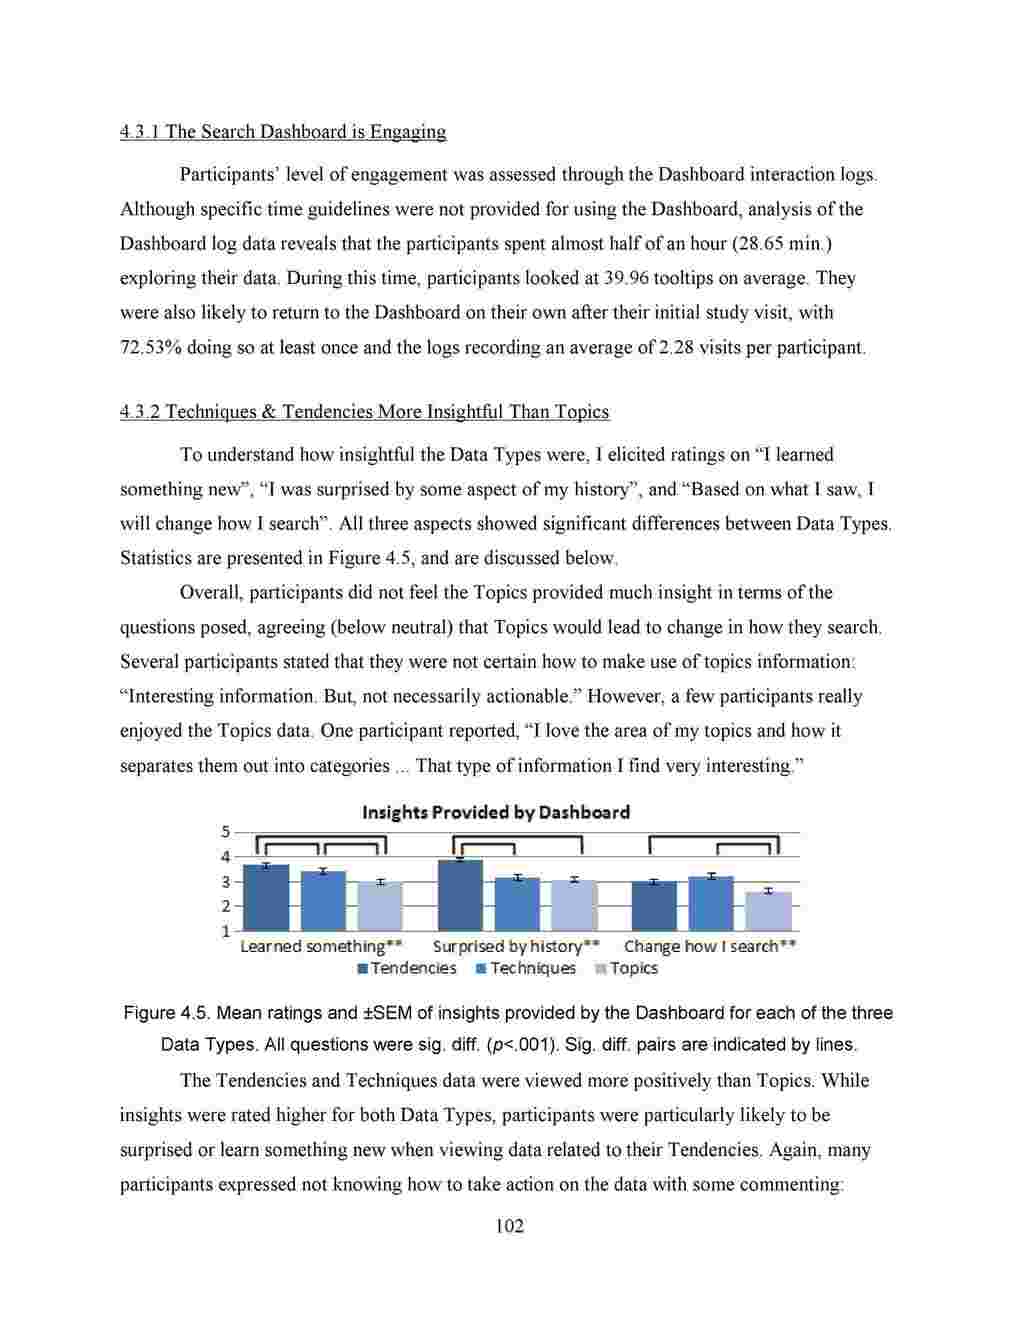 4.3.1 The Search Dashboard is Engaging
Participants’ level of engagement was assessed through the Dashboard interaction logs.
Although specific time guidelines were not provided for using the Dashboard, analysis of the
Dashboard log data reveals that the participants spent almost half of an hour (28.65 min.)
exploring their data. During this time, participants looked at 39.96 tooltips on average. They
were also likely to return to the Dashboard on their own after their initial study visit, with
72.53% doing so at least once and the logs recording an average of 2.28 visits per participant.
4.3.2 Techniques & Tendencies More Insightful Than Topics
To understand how insightful the Data Types were, I elicited ratings on “I learned
something new”, “I was surprised by some aspect of my history”, and “Based on what I saw, I
will change how I search”. All three aspects showed significant differences between Data Types.
Statistics are presented in Figure 4.5, and are discussed below.
Overall, participants did not feel the Topics provided much insight in terms of the
questions posed, agreeing (below neutral) that Topics would lead to change in how they search.
Several participants stated that they were not certain how to make use of topics information:
“Interesting information. But, not necessarily actionable.” However, a few participants really
enjoyed the Topics data. One participant reported, “I love the area of my topics and how it
separates them out into categories ... That type of information I find very interesting.”
Insights Provided by Dashboard
5
4
3
2
1
Learned something** Surprised by history** Change how I search**
Tendencies Techniques Topics
Figure 4.5. Mean ratings and ±SEM of insights provided by the Dashboard for each of the three
Data Types. All questions were sig. diff. (p<.001). Sig. diff. pairs are indicated by lines.
The Tendencies and Techniques data were viewed more positively than Topics. While
insights were rated higher for both Data Types, participants were particularly likely to be
surprised or learn something new when viewing data related to their Tendencies. Again, many
participants expressed not knowing how to take action on the data with some commenting:
102